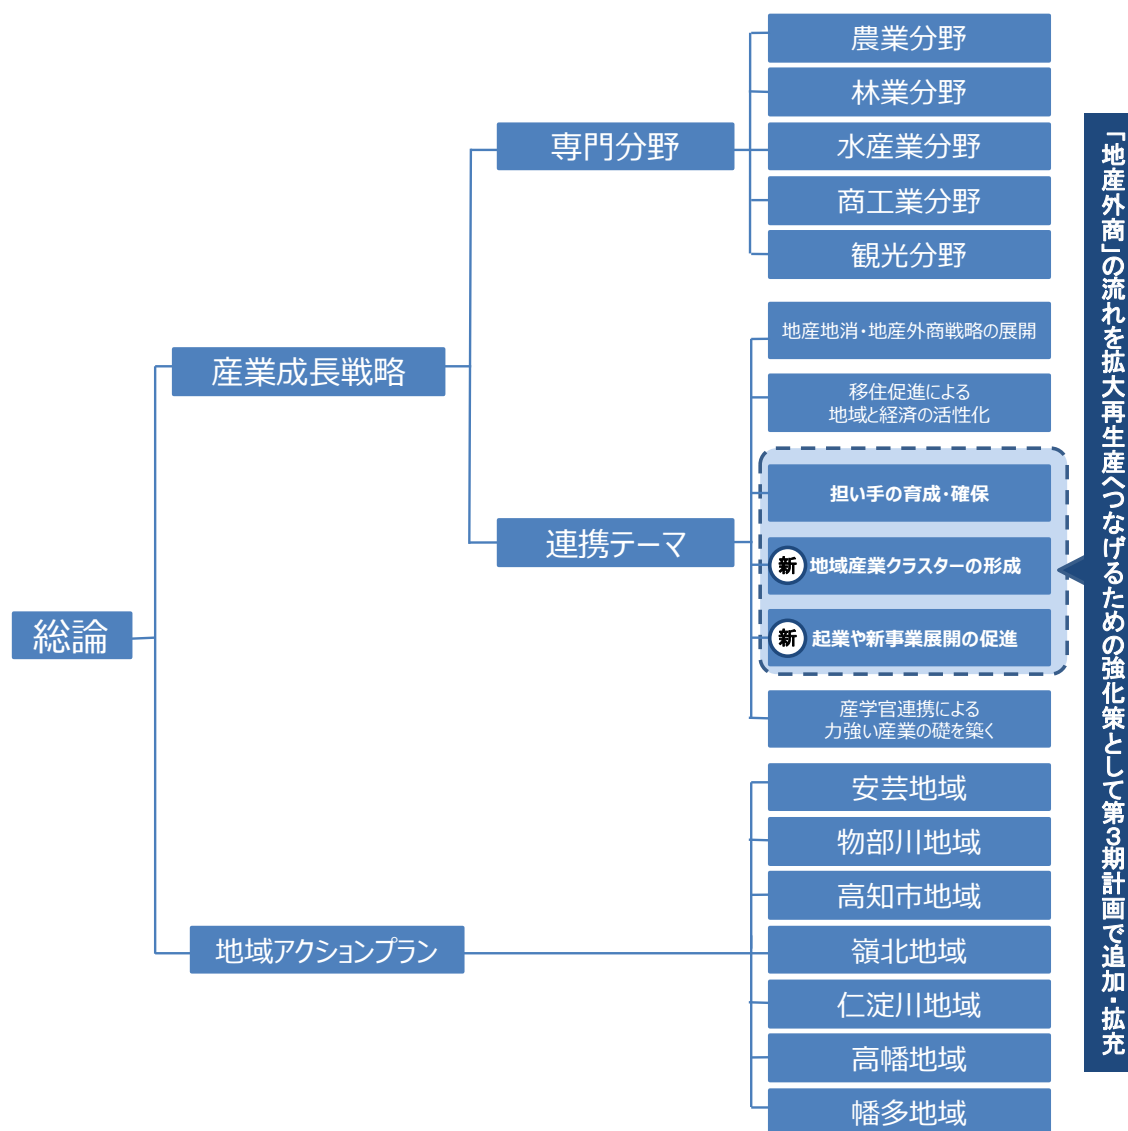 総論
産業成長戦略
専門分野
農業分野
林業分野
水産業分野
商工業分野
観光分野
連携テーマ
地産地消・地産外商戦略の展開
移住促進による
地域と経済の活性化
担い手の育成・確保
新 地域産業クラスターの形成
新 起業や新事業展開の促進
産学官連携による
力強い産業の礎を築く
地域アクションプラン
安芸地域
物部川地域
高知市地域
嶺北地域
仁淀川地域
高幡地域
幡多地域
「地産外商」の流れを拡大再生産へつなげるための強化策として第3期計画で追加・拡充